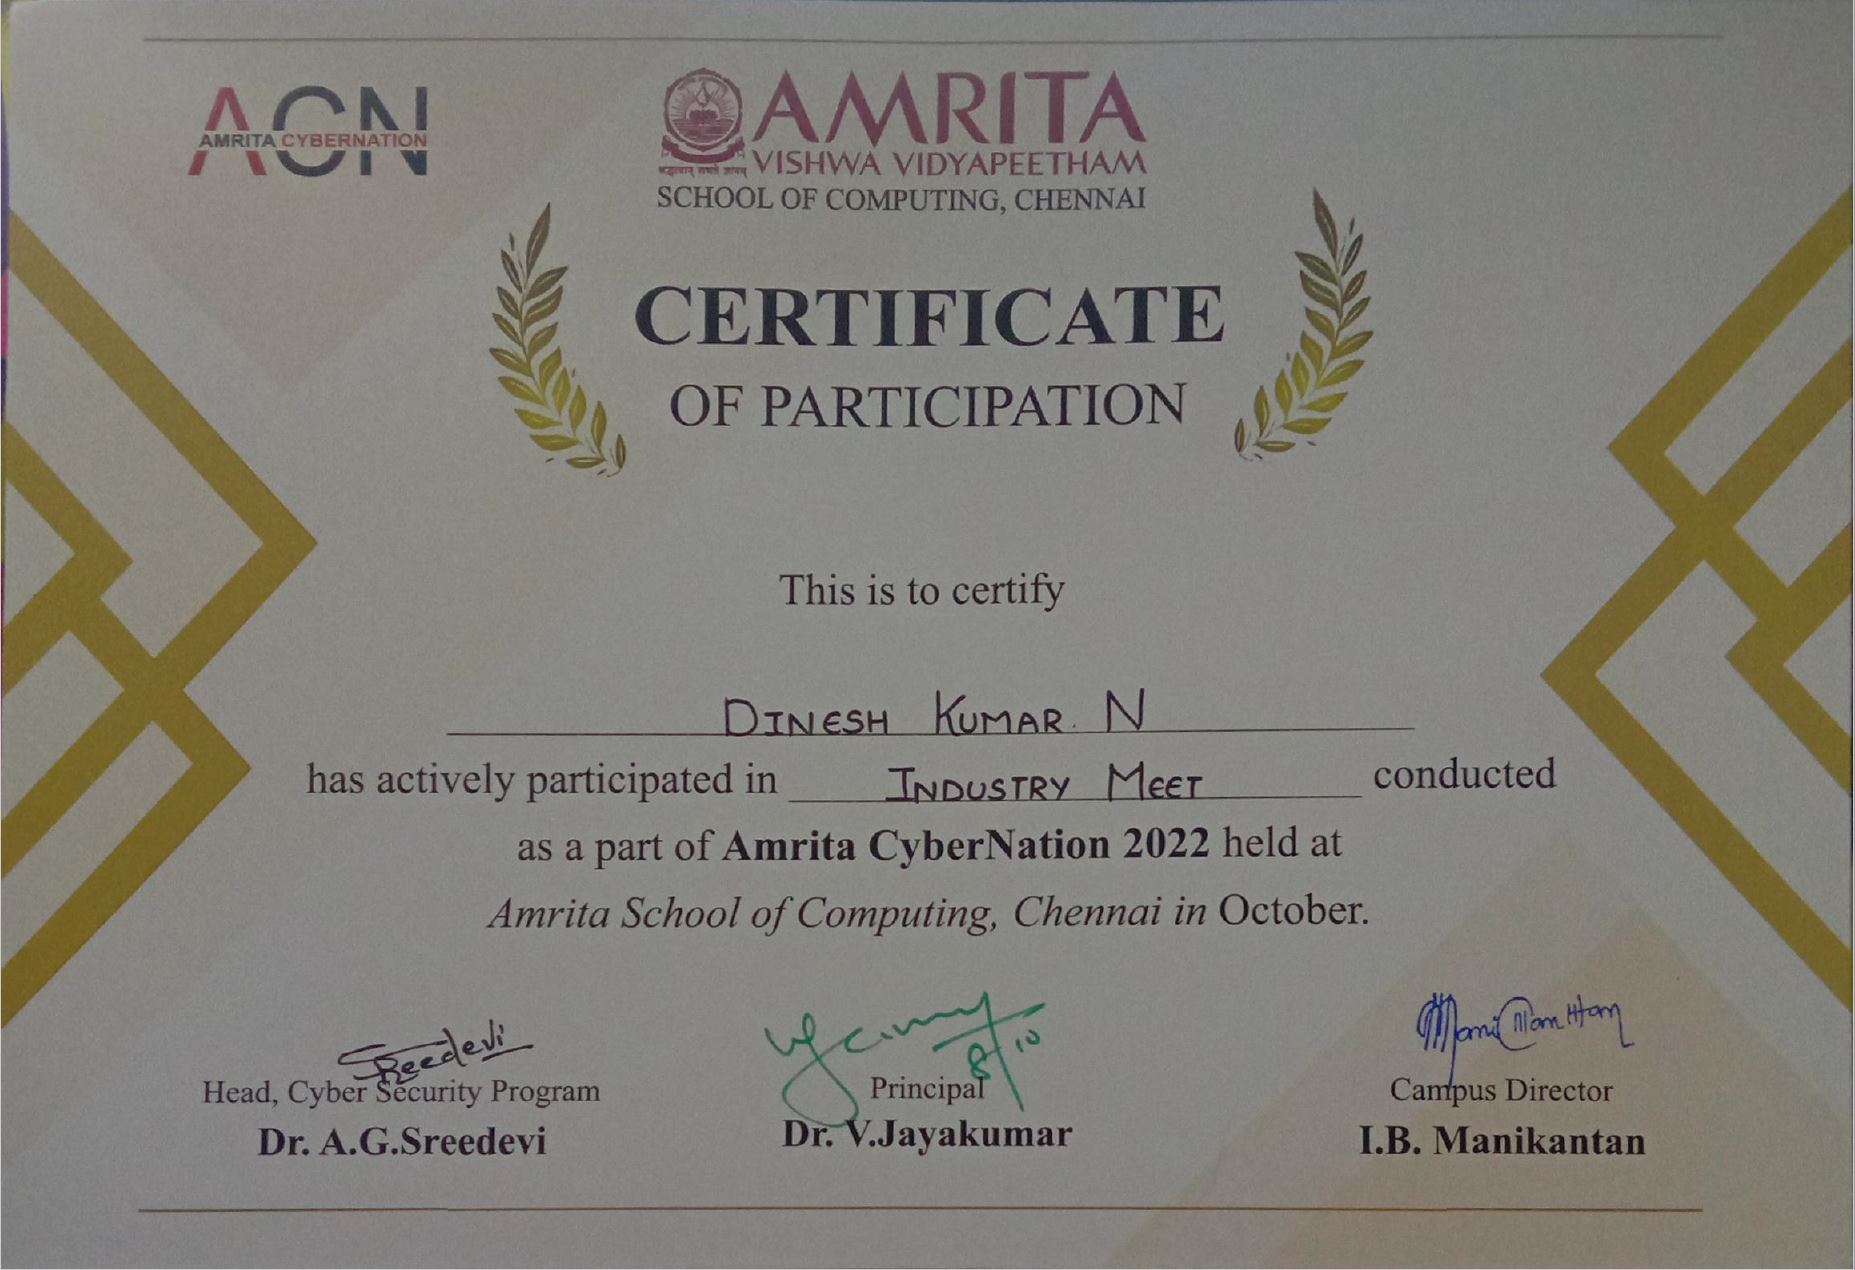 ACN
AMRITA CYBERNATION
AMRITA
VISHWA VIDYAPEETHAM
SCHOOL OF COMPUTING, CHENNAI
CERTIFICATE
OF PARTICIPATION
This is to certify
DINESH KUMAR. N
has actively participated in INDUSTRY MEET conducted
as a part of Amrita CyberNation 2022 held at
Amrita School of Computing, Chennai in October.
Sreedevi
8/10
Head, Cyber Security Program
Principal
Campus Director
Dr. A.G.Sreedevi
Dr. V.Jayakumar
I.B. Manikantan